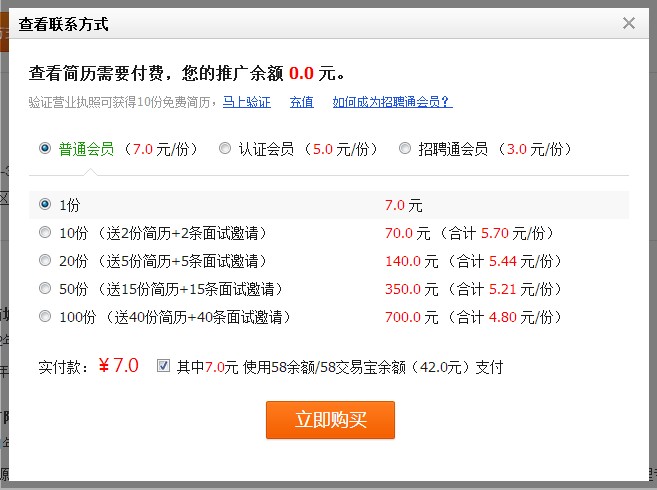 查看联系方式
查看简历需要付费，您的推广余额 0.0 元。
验证营业执照可获得10份免费简历，马上验证 充值 如何成为招聘通会员？
普通会员 （7.0 元/份） 认证会员 （5.0 元/份） 招聘通会员 （3.0 元/份）
1份 7.0 元
10份 （送2份简历+2条面试邀请） 70.0 元 （合计 5.70 元/份）
20份 （送5份简历+5条面试邀请） 140.0 元 （合计 5.44 元/份）
50份 （送15份简历+15条面试邀请） 350.0 元 （合计 5.21 元/份）
100份 （送40份简历+40条面试邀请） 700.0 元 （合计 4.80 元/份）
实付款： ¥7.0 其中7.0元 使用58余额/58交易宝余额（42.0元）支付
立即购买